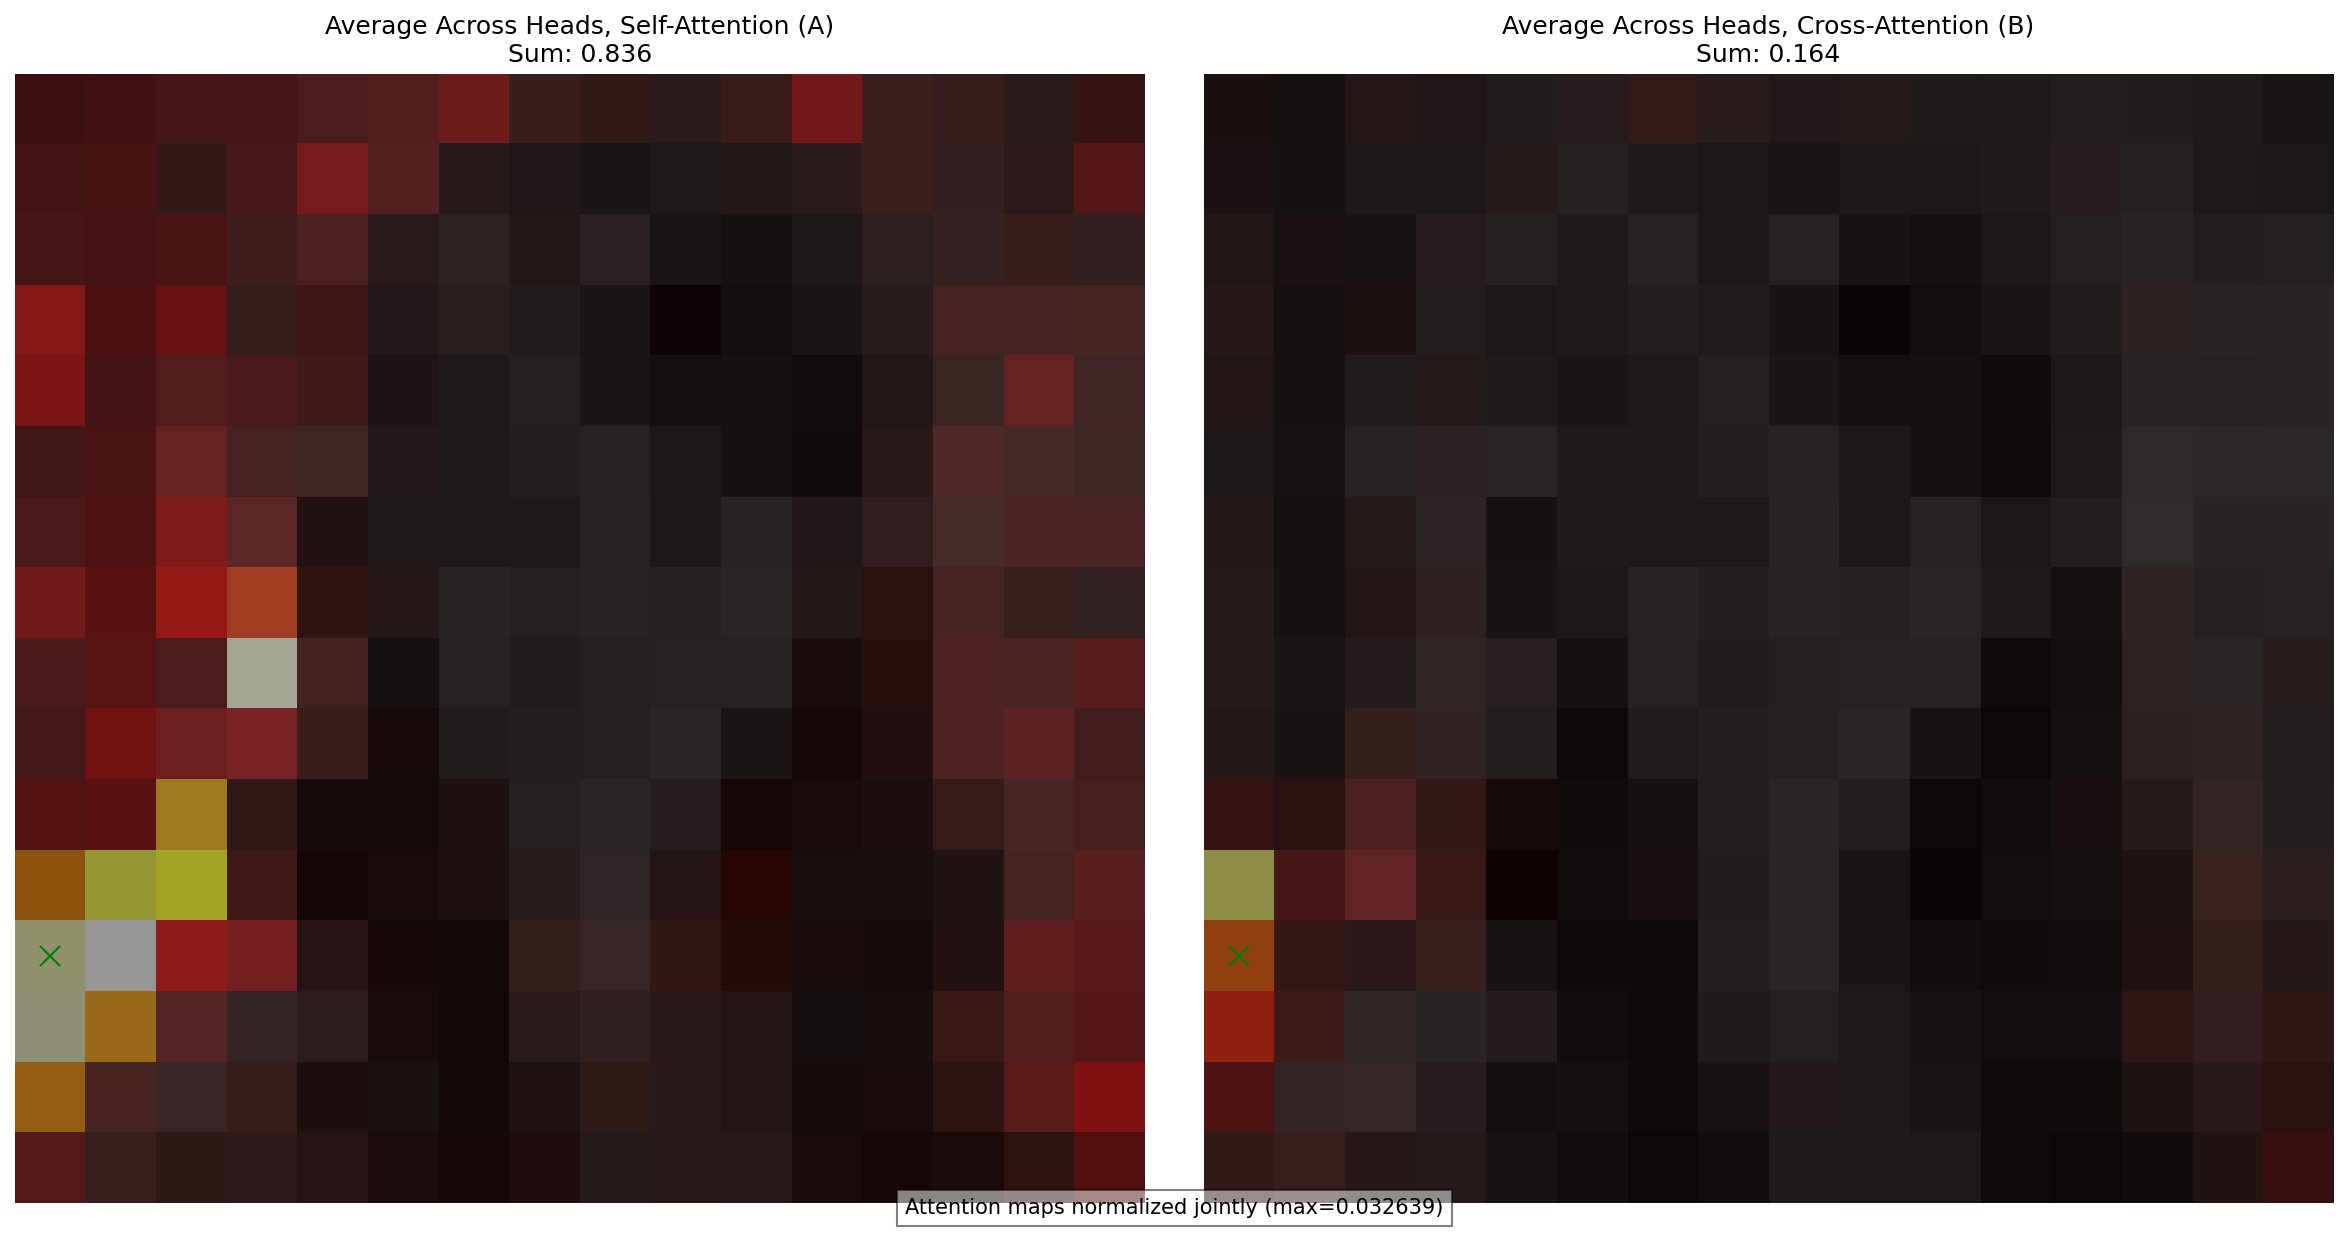 Average Across Heads, Self-Attention (A)
Sum: 0.836
Average Across Heads, Cross-Attention (B)
Sum: 0.164
Attention maps normalized jointly (max=0.032639)